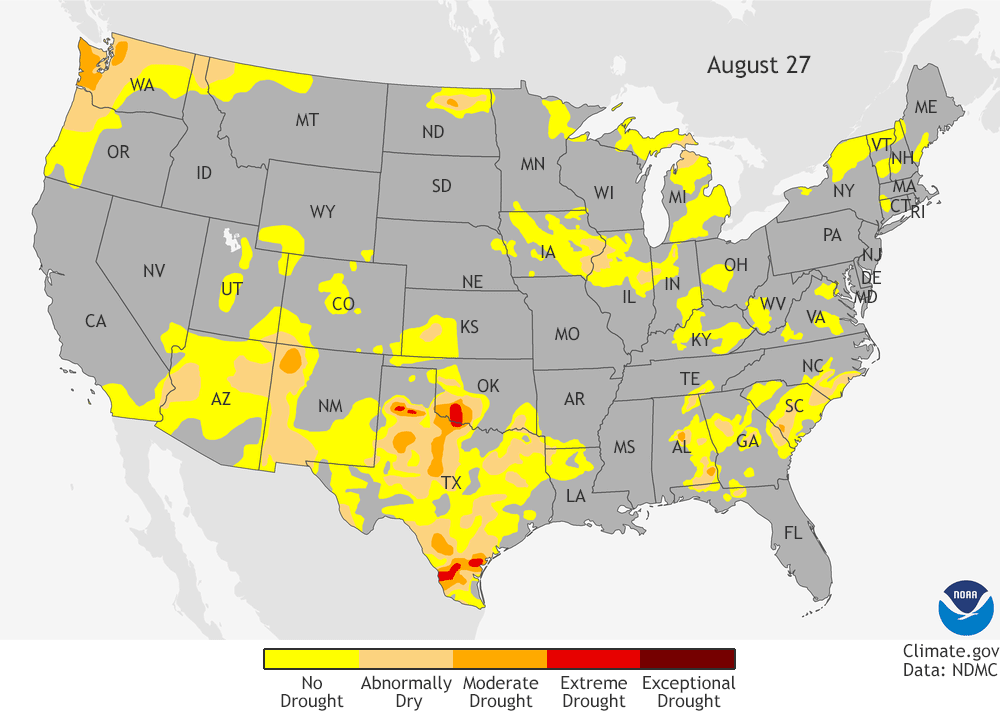 August 27
WA
MT
ND
MN
ME
VT
NH
OR
ID
SD
WI
MI
NY
MA
CT
RI
WY
IA
PA
NJ
NV
UT
CO
NE
IL
IN
OH
DE
MD
CA
KS
MO
KY
WV
VA
AZ
NM
OK
AR
TN
NC
SC
TX
LA
MS
AL
GA
FL
NOAA
Climate.gov
Data: NDMC
No
Drought
Abnormally
Dry
Moderate
Drought
Extreme
Drought
Exceptional
Drought